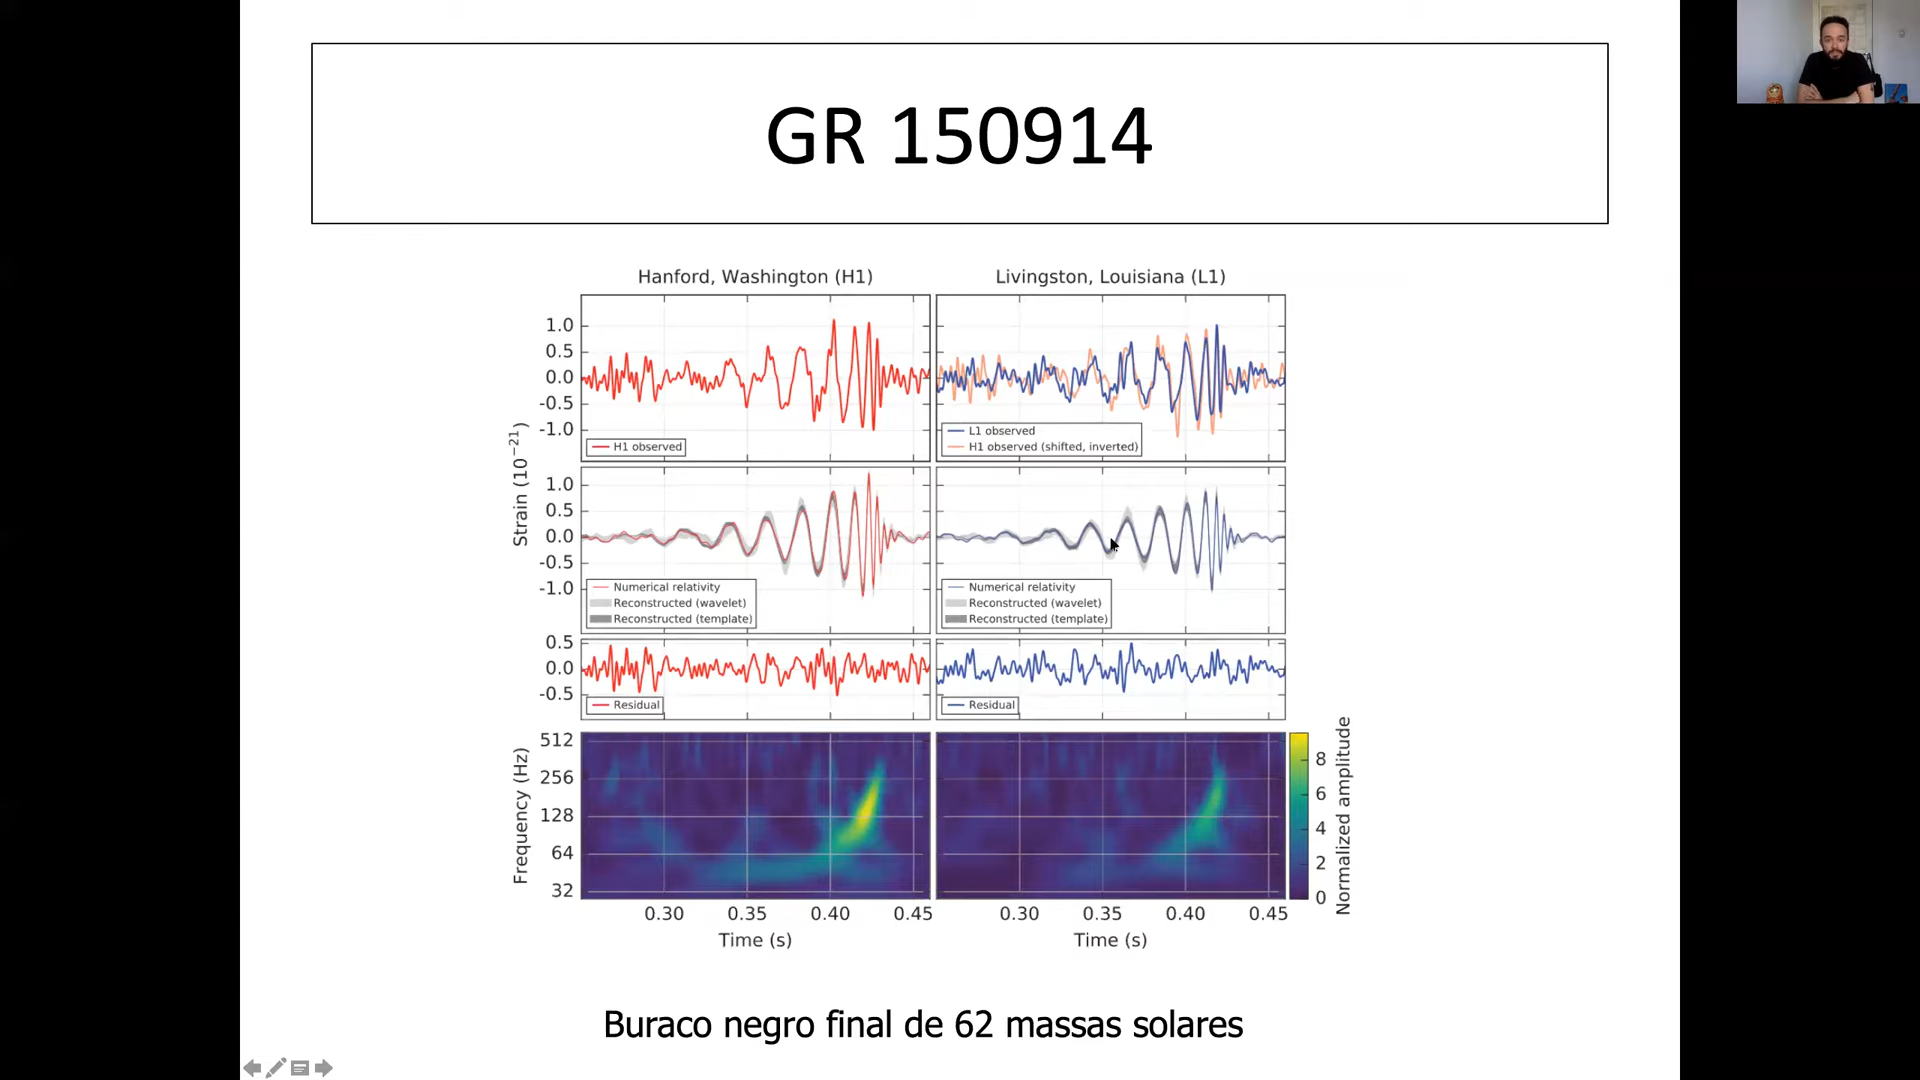 GR 150914
Hanford, Washington (H1)
Livingston, Louisiana (L1)
Strain (10⁻²¹)
1.0
0.5
0.0
-0.5
-1.0
H1 observed
L1 observed
H1 observed (shifted, inverted)
1.0
0.5
0.0
-0.5
-1.0
Numerical relativity
Reconstructed (wavelet)
Reconstructed (template)
Numerical relativity
Reconstructed (wavelet)
Reconstructed (template)
0.5
0.0
-0.5
Residual
Residual
Frequency (Hz)
512
256
128
64
32
8
6
4
2
0
Normalized amplitude
0.30 0.35 0.40 0.45
0.30 0.35 0.40 0.45
Time (s)
Time (s)
Buraco negro final de 62 massas solares